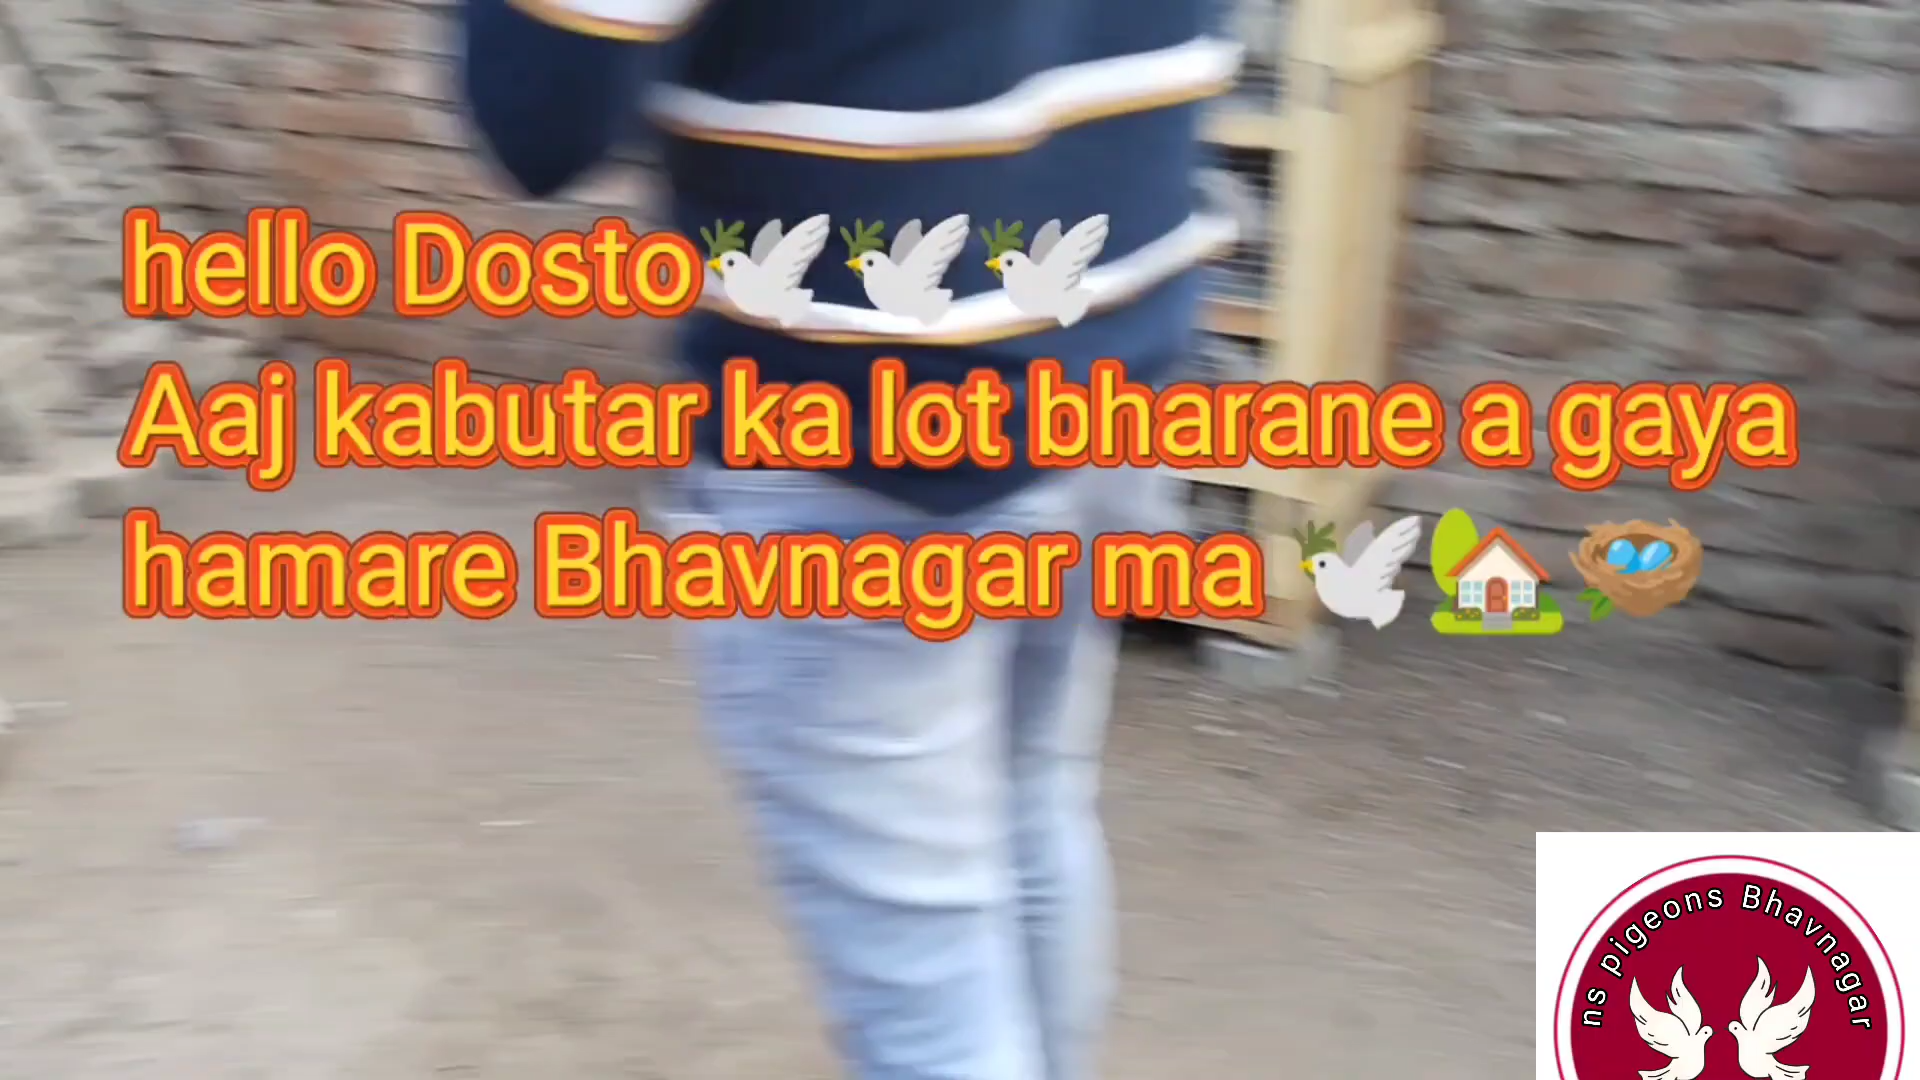 hello Dosto🕊️🕊️🕊️
Aaj kabutar ka lot bharane a gaya
hamare Bhavnagar ma 🕊️🏡🪺
ns pigeons Bhavnagar